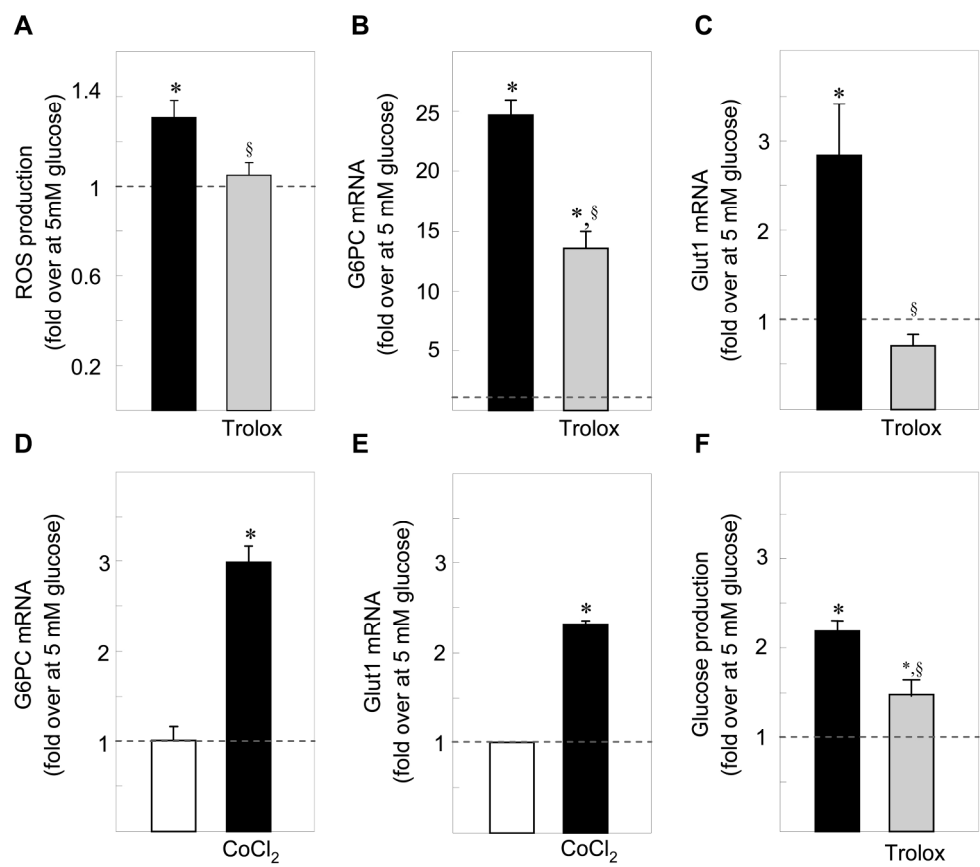 A
ROS production
(fold over at 5mM glucose)
1.4
1
0.6
0.2
*
§
Trolox
B
G6PC mRNA
(fold over at 5 mM glucose)
25
20
15
10
5
*
*,§
Trolox
C
Glut1 mRNA
(fold over at 5 mM glucose)
3
2
1
*
§
Trolox
D
G6PC mRNA
(fold over at 5 mM glucose)
3
2
1
*
CoCl₂
E
Glut1 mRNA
(fold over at 5 mM glucose)
3
2
1
*
CoCl₂
F
Glucose production
(fold over at 5 mM glucose)
3
2
1
*
*,§
Trolox